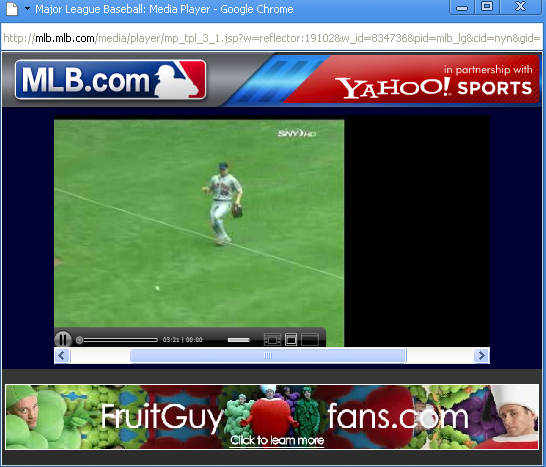 Major League Baseball: Media Player - Google Chrome
http://mlb.mlb.com/media/player/mp_tpl_3_1.jsp?w=reflector:19102&w_id=834736&pid=mlb_lg&cid=nyn&gid=
MLB.com
in partnership with
YAHOO! SPORTS
SNY HD
03:21 | 00:00
FruitGuy fans.com
Click to learn more